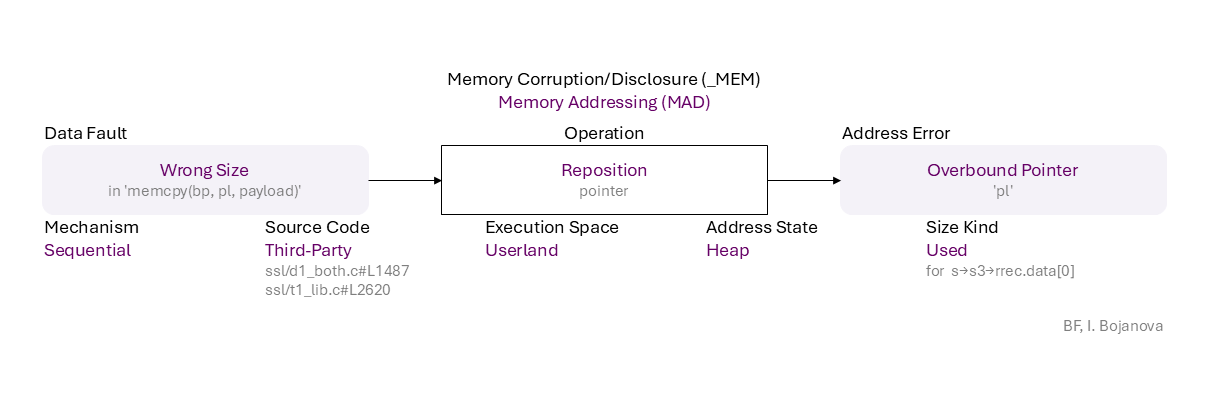 Memory Corruption/Disclosure (_MEM)
Memory Addressing (MAD)
Data Fault
Operation
Address Error
Wrong Size
in 'memcpy(bp, pl, payload)'
Reposition
pointer
Overbound Pointer
'pl'
Mechanism
Sequential
Source Code
Third-Party
ssl/d1_both.c#L1487
ssl/t1_lib.c#L2620
Execution Space
Userland
Address State
Heap
Size Kind
Used
for s→s3→rrec.data[0]
BF, I. Bojanova